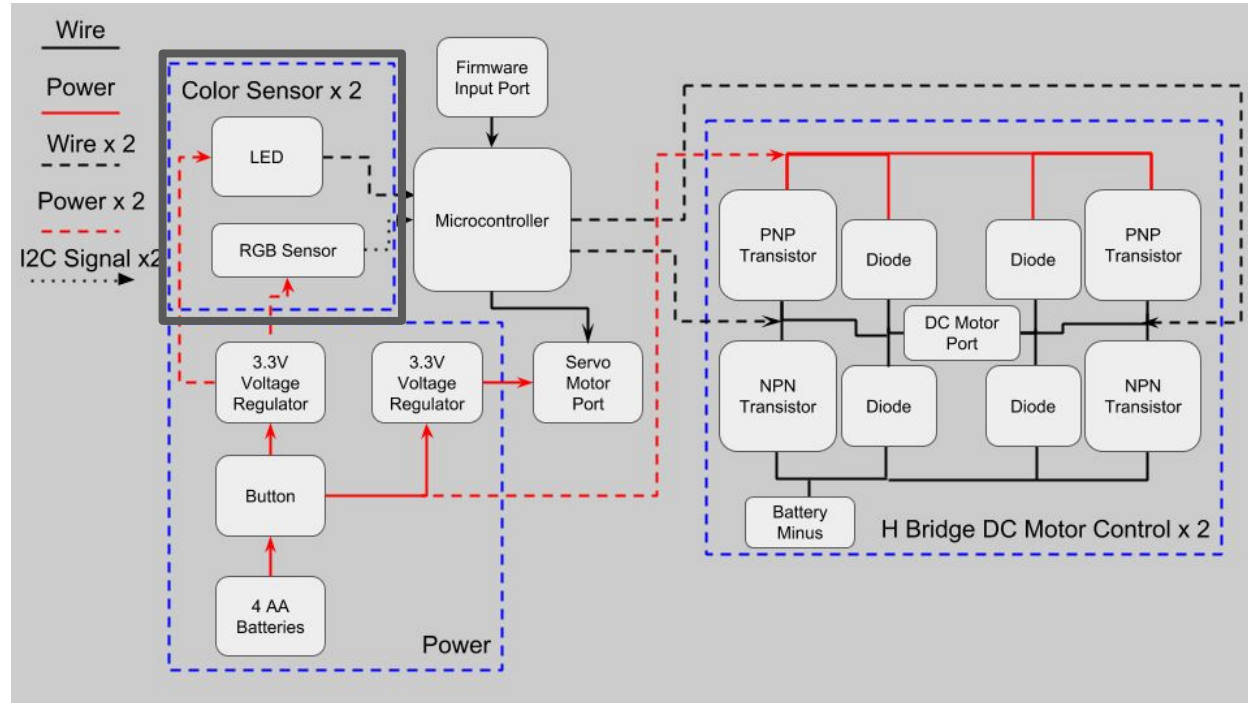 Wire
Power
Wire x 2
Power x 2
I2C Signal x2
Color Sensor x 2
LED
RGB Sensor
Firmware
Input Port
Microcontroller
3.3V
Voltage
Regulator
3.3V
Voltage
Regulator
Servo
Motor
Port
Button
4 AA
Batteries
Power
PNP
Transistor
Diode
Diode
PNP
Transistor
DC Motor
Port
NPN
Transistor
Diode
Diode
NPN
Transistor
Battery
Minus
H Bridge DC Motor Control x 2